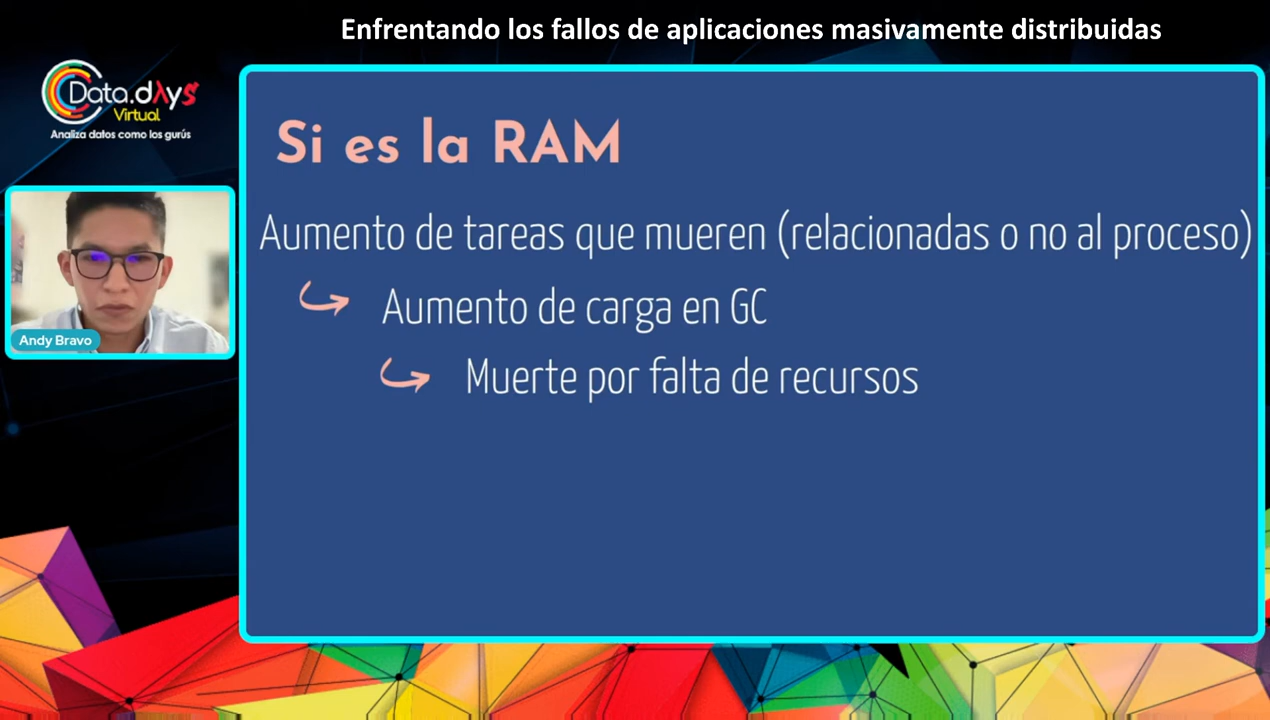 Enfrentando los fallos de aplicaciones masivamente distribuidas
Data.dAys
Virtual
Analiza datos como los gurús
Andy Bravo
Si es la RAM
Aumento de tareas que mueren (relacionadas o no al proceso)
Aumento de carga en GC
Muerte por falta de recursos